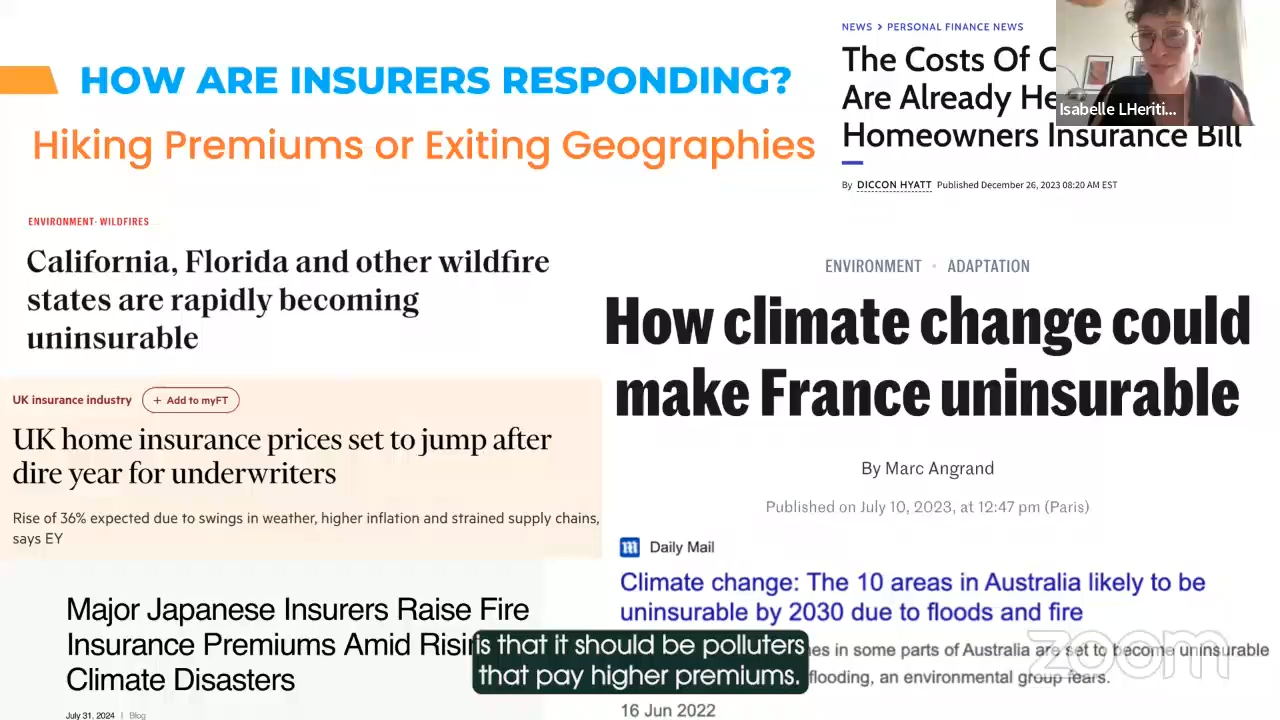 HOW ARE INSURERS RESPONDING?
Hiking Premiums or Exiting Geographies
NEWS > PERSONAL FINANCE NEWS
The Costs Of
Are Already
Homeowners Insurance Bill
By DICCON HYATT Published December 26, 2023 08:20 AM EST
Isabelle LHeriti...
ENVIRONMENT· WILDFIRES
California, Florida and other wildfire
states are rapidly becoming
uninsurable
ENVIRONMENT • ADAPTATION
How climate change could
make France uninsurable
By Marc Angrand
Published on July 10, 2023, at 12:47 pm (Paris)
UK insurance industry
+ Add to myFT
UK home insurance prices set to jump after
dire year for underwriters
Rise of 36% expected due to swings in weather, higher inflation and strained supply chains,
says EY
m Daily Mail
Climate change: The 10 areas in Australia likely to be
uninsurable by 2030 due to floods and fire
in some parts of Australia are set to become uninsurable
flooding, an environmental group fears.
16 Jun 2022
Major Japanese Insurers Raise Fire
Insurance Premiums Amid
Climate Disasters
July 31, 2024 | Blog
is that it should be polluters
that pay higher premiums.
zoom